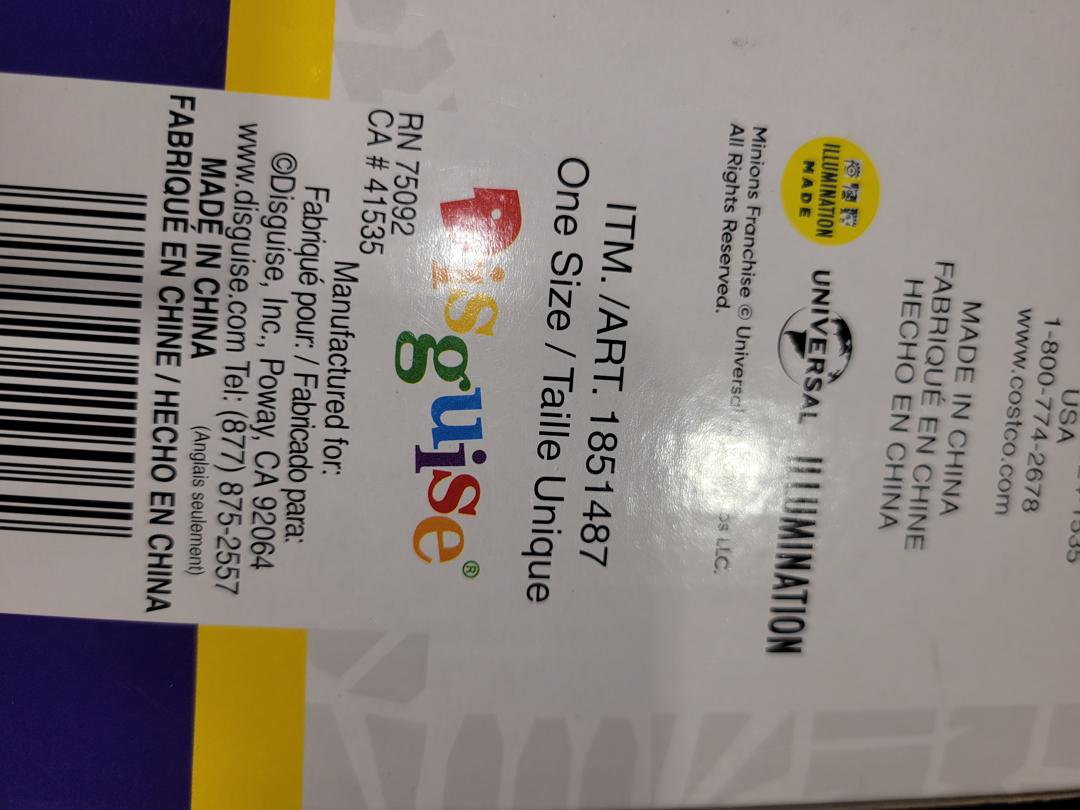 USA
1-800-774-2678
www.costco.com
MADE IN CHINA
FABRIQUÉ EN CHINE
HECHO EN CHINA
ILLUMINATION
MADE
UNIVERSAL
ILLUMINATION
Minions Franchise © Universal LLC.
All Rights Reserved.
ITM. /ART. 1851487
One Size / Taille Unique
Disguise®
RN 75092
CA # 41535
Manufactured for:
Fabriqué pour: / Fabricado para:
©Disguise, Inc., Poway, CA 92064
www.disguise.com Tel: (877) 875-2557
(Anglais seulement)
MADE IN CHINA
FABRIQUÉ EN CHINE / HECHO EN CHINA